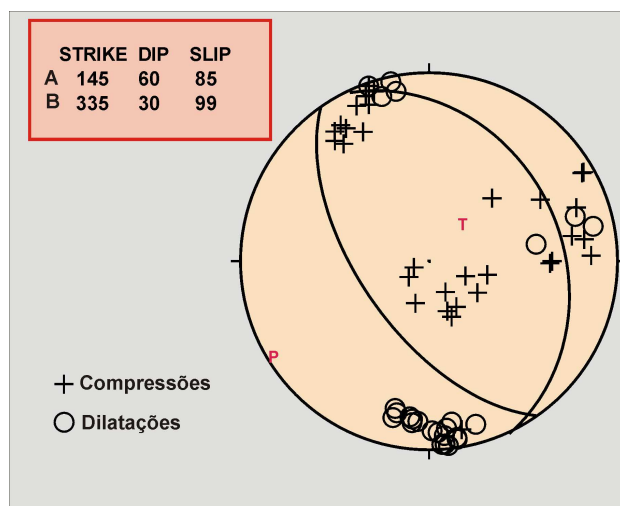 STRIKE DIP SLIP
A 145 60 85
B 335 30 99
T
P
Compressões
Dilatações